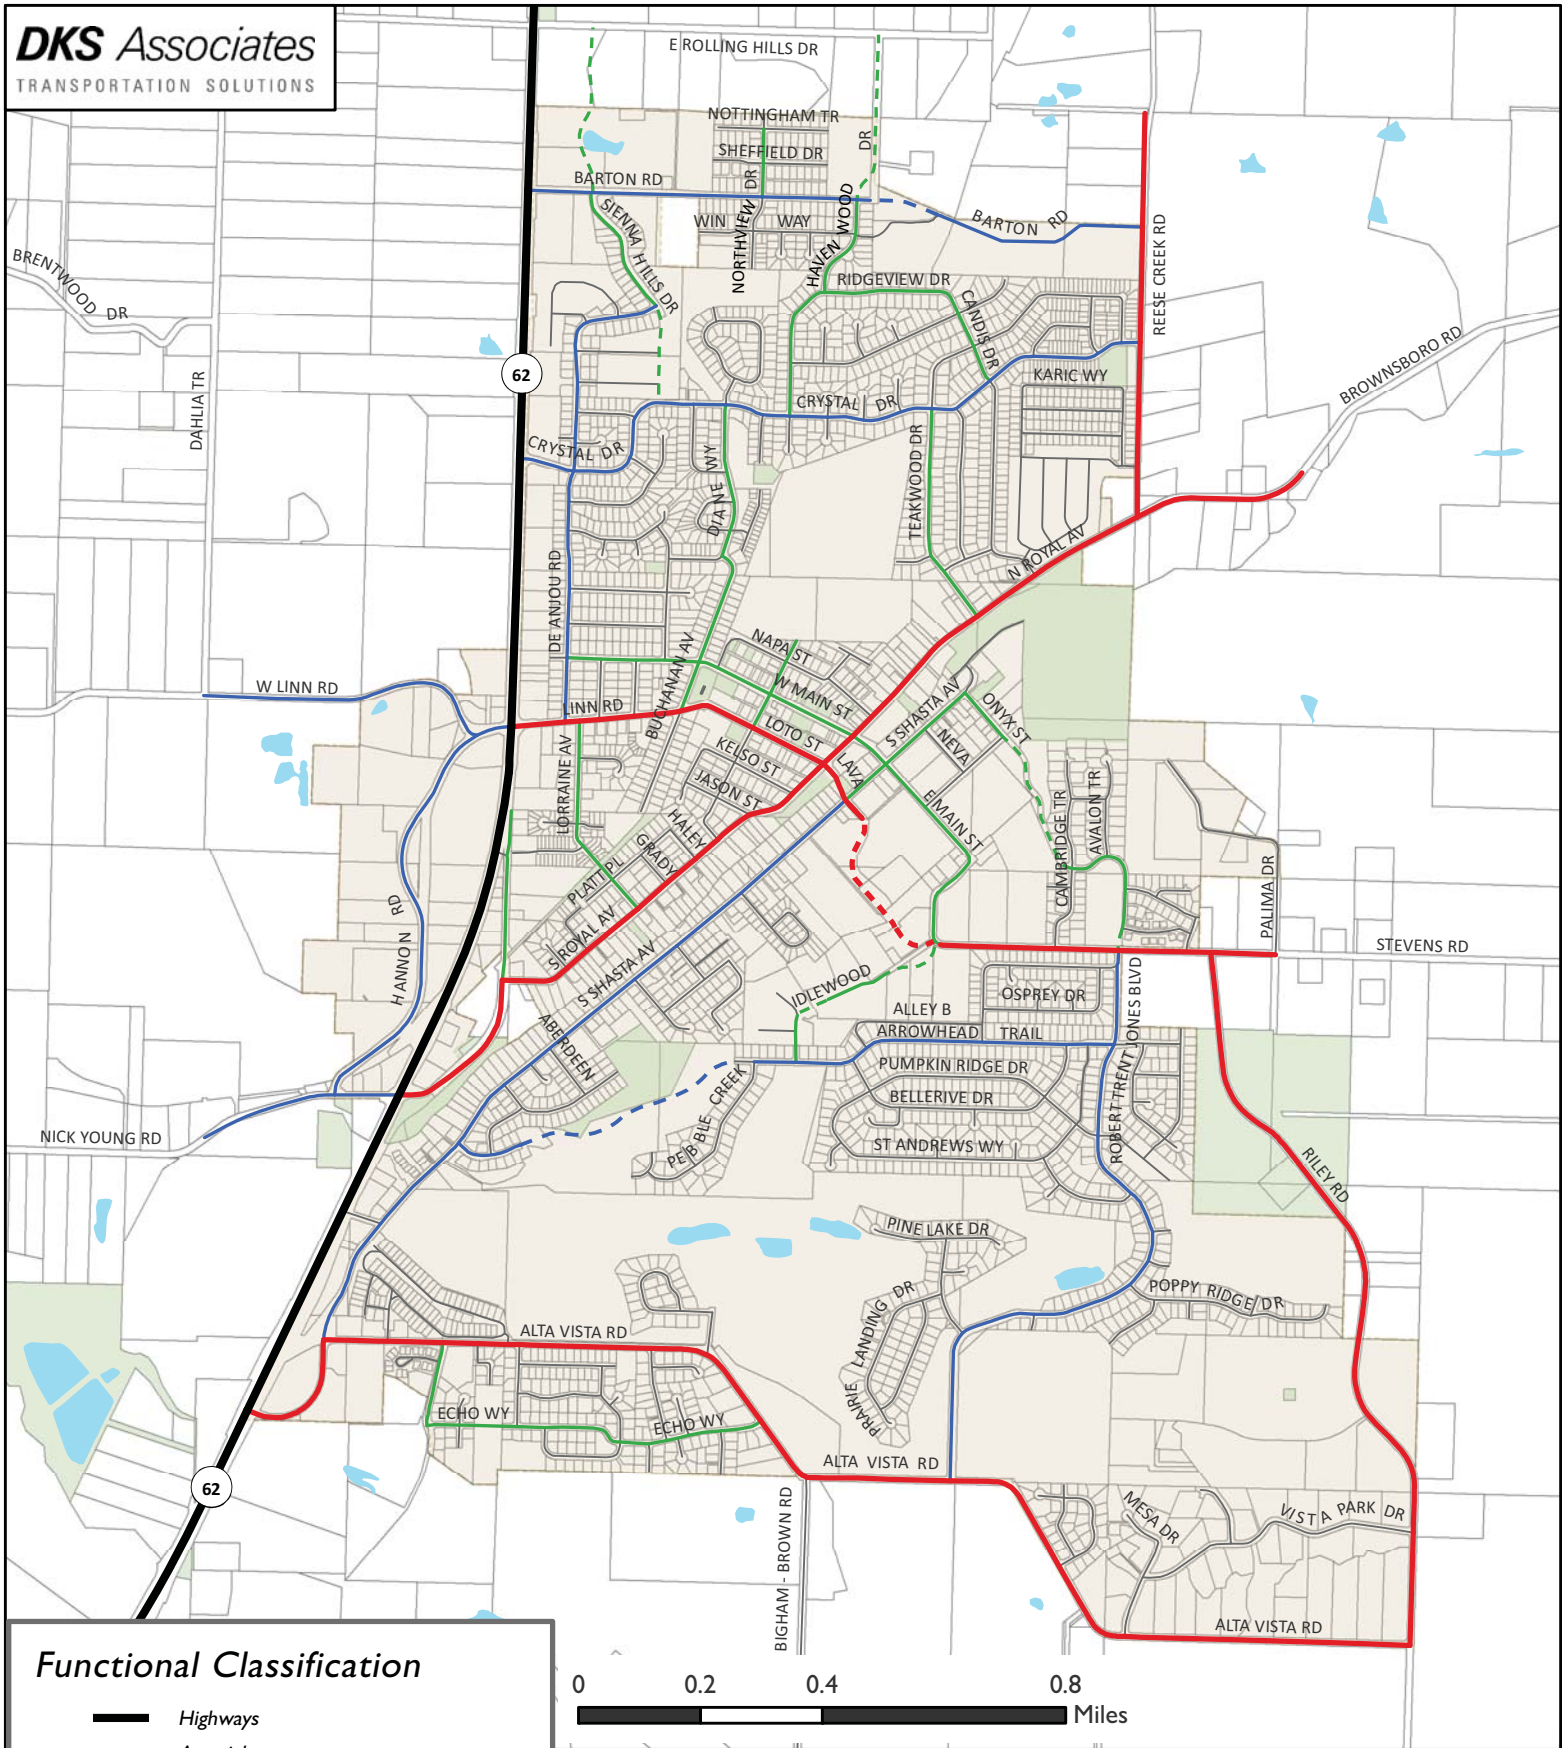 DKS Associates
TRANSPORTATION SOLUTIONS
E ROLLING HILLS DR
NOTTINGHAM TR
SHEFFIELD DR
DR
BARTON RD
NORTHVIEW DR
WIN WAY
HAVEN WOOD
BARTON RD
SIENNA HILLS DR
BRENTWOOD DR
RIDGEVIEW DR
CANDIS DR
REESE CREEK RD
BROWNSBORO RD
62
DAHLIA TR
KARIC WY
CRYSTAL DR
CRYSTAL DR
DIANE WY
TEAKWOOD DR
DE ANJOU RD
N ROYAL AV
NAPA ST
W MAIN ST
BUCHANAN AV
W LINN RD
LINN RD
LOTO ST
S SHASTA AV
ONYX ST
NEVA
KELSO ST
LAVA
JASON ST
LORRAINE AV
HALEY
GRADY
E MAIN ST
CAMBRIDGE TR
AVALON TR
PLATT PL
PALIMA DR
HANNON RD
S ROYAL AV
STEVENS RD
S SHASTA AV
IDLEWOOD
OSPREY DR
ALLEY B
ARROWHEAD TRAIL
ABERDEEN
ROBERT TRENT JONES BLVD
PUMPKIN RIDGE DR
BELLERIVE DR
PEBBLE CREEK
ST ANDREWS WY
NICK YOUNG RD
RILEY RD
PINE LAKE DR
POPPY RIDGE DR
PRAIRIE LANDING DR
ALTA VISTA RD
ECHO WY
ECHO WY
ALTA VISTA RD
62
BIGHAM - BROWN RD
MESA DR
VISTA PARK DR
ALTA VISTA RD
Functional Classification
Highways
0 0.2 0.4 0.8
Miles